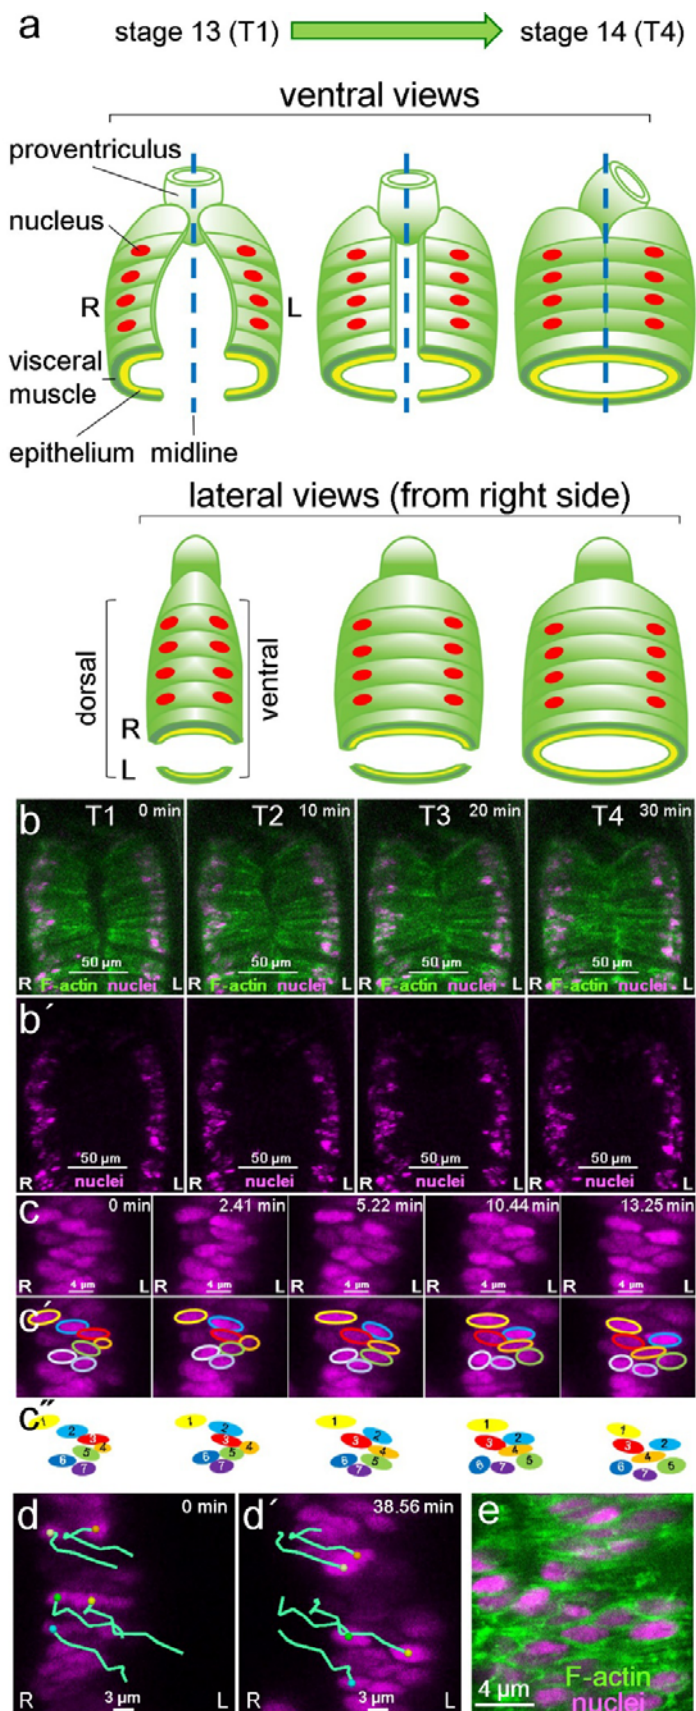 a
stage 13 (T1)
stage 14 (T4)
ventral views
proventriculus
nucleus
R
L
visceral
muscle
epithelium midline
lateral views (from right side)
dorsal
ventral
R
L
b
T1 0 min
T2 10 min
T3 20 min
T4 30 min
50 µm
50 µm
50 µm
50 µm
R L
R L
R L
R L
F-actin nuclei
F-actin nuclei
F-actin nuclei
F-actin nuclei
b´
50 µm
50 µm
50 µm
50 µm
R nuclei L
R nuclei L
R nuclei L
R nuclei L
c
0 min
2.41 min
5.22 min
10.44 min
13.25 min
R 4 µm L
R 4 µm L
R 4 µm L
R 4 µm L
R 4 µm L
c´
c˝
1 2 3 4 5 6 7
1 2 3 4 5 6 7
1 2 3 4 5 6 7
1 2 3 4 5 6 7
1 2 3 4 5 6 7
d
0 min
R 3 µm L
d´
38.56 min
R 3 µm L
e
4 µm
F-actin
nuclei